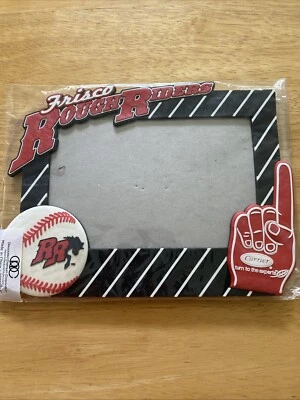 Frisco
ROUGH RIDERS
RR
Carrier
turn to the experts